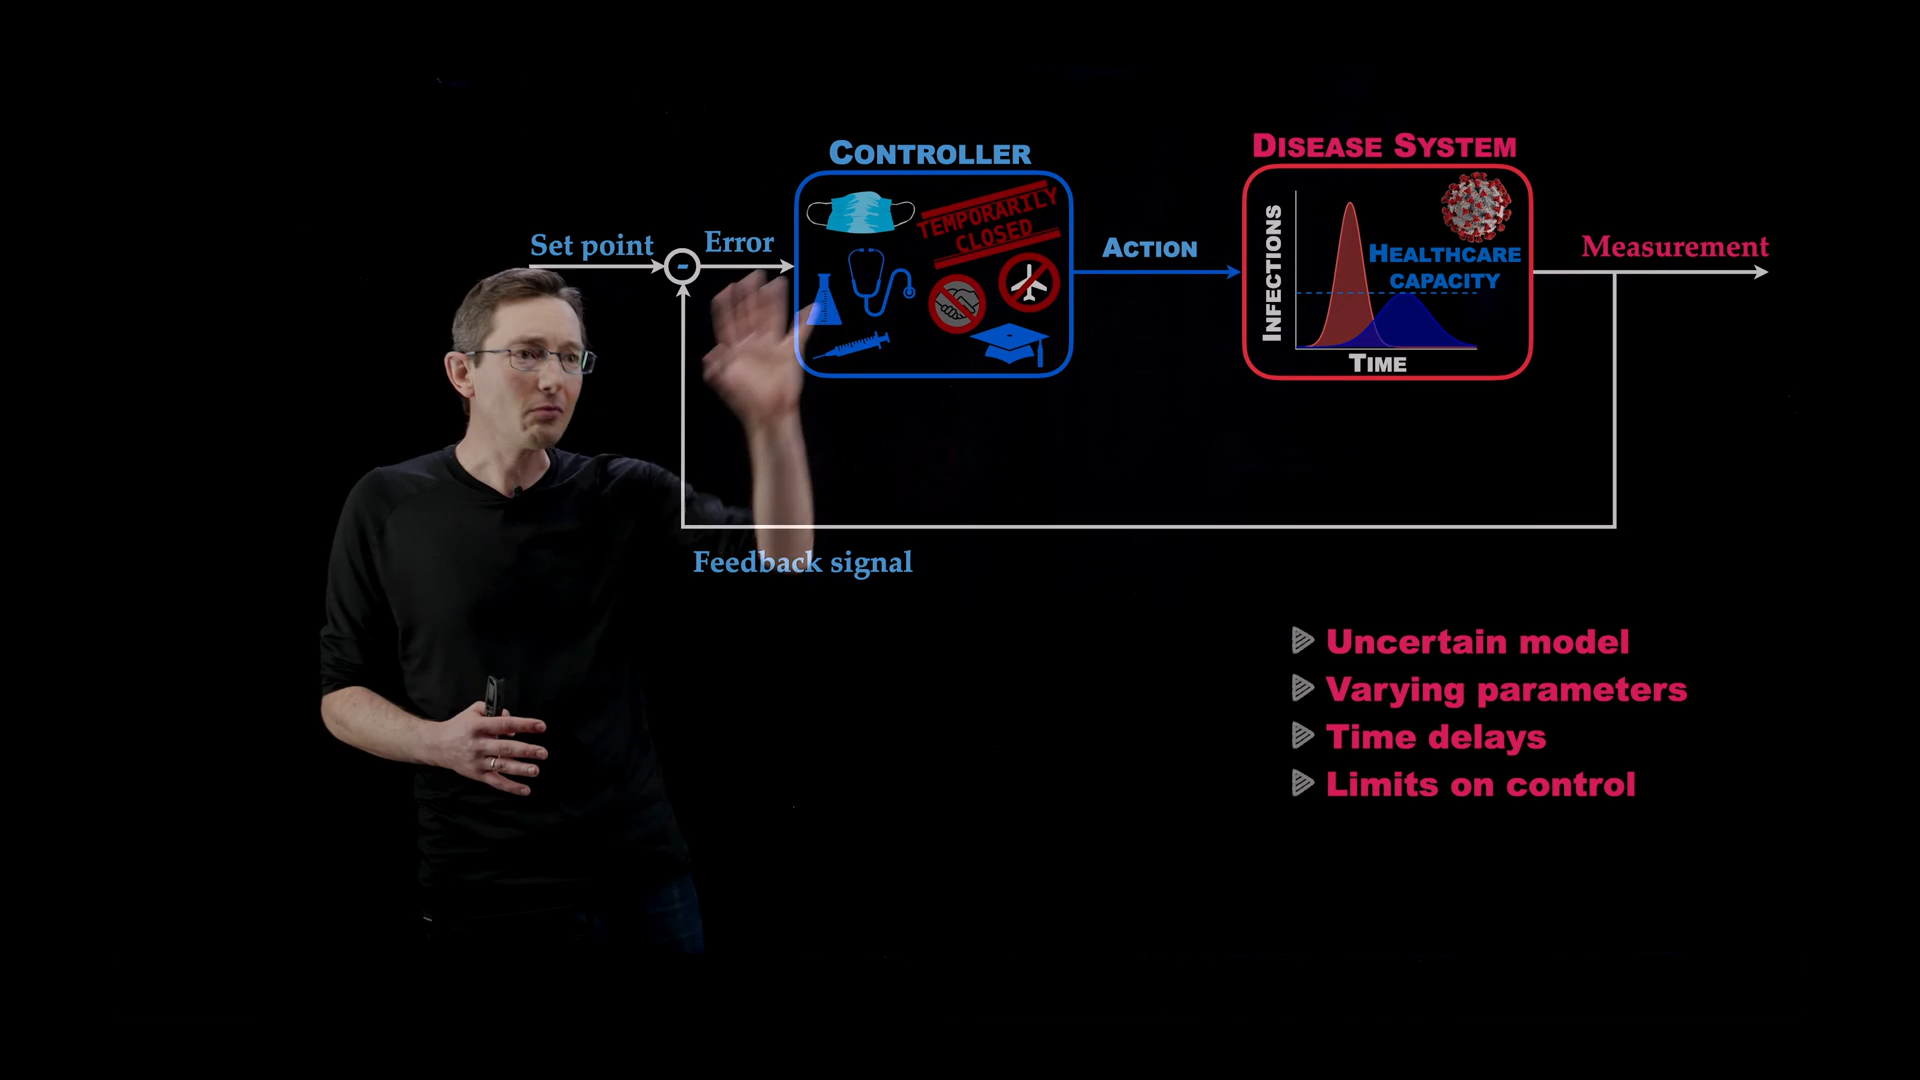 CONTROLLER
DISEASE SYSTEM
Set point
-
Error
TEMPORARILY
CLOSED
ACTION
INFECTIONS
HEALTHCARE
CAPACITY
TIME
Measurement
Feedback signal
Uncertain model
Varying parameters
Time delays
Limits on control